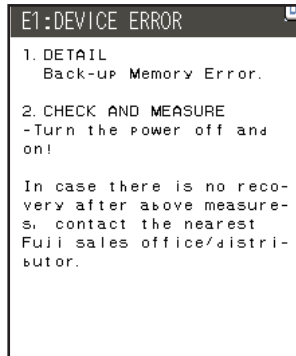 E1:DEVICE ERROR
1. DETAIL
Back-up Memory Error.
2. CHECK AND MEASURE
-Turn the power off and
on!
In case there is no reco-
very after above measure-
s, contact the nearest
Fuji sales office/distri-
butor.